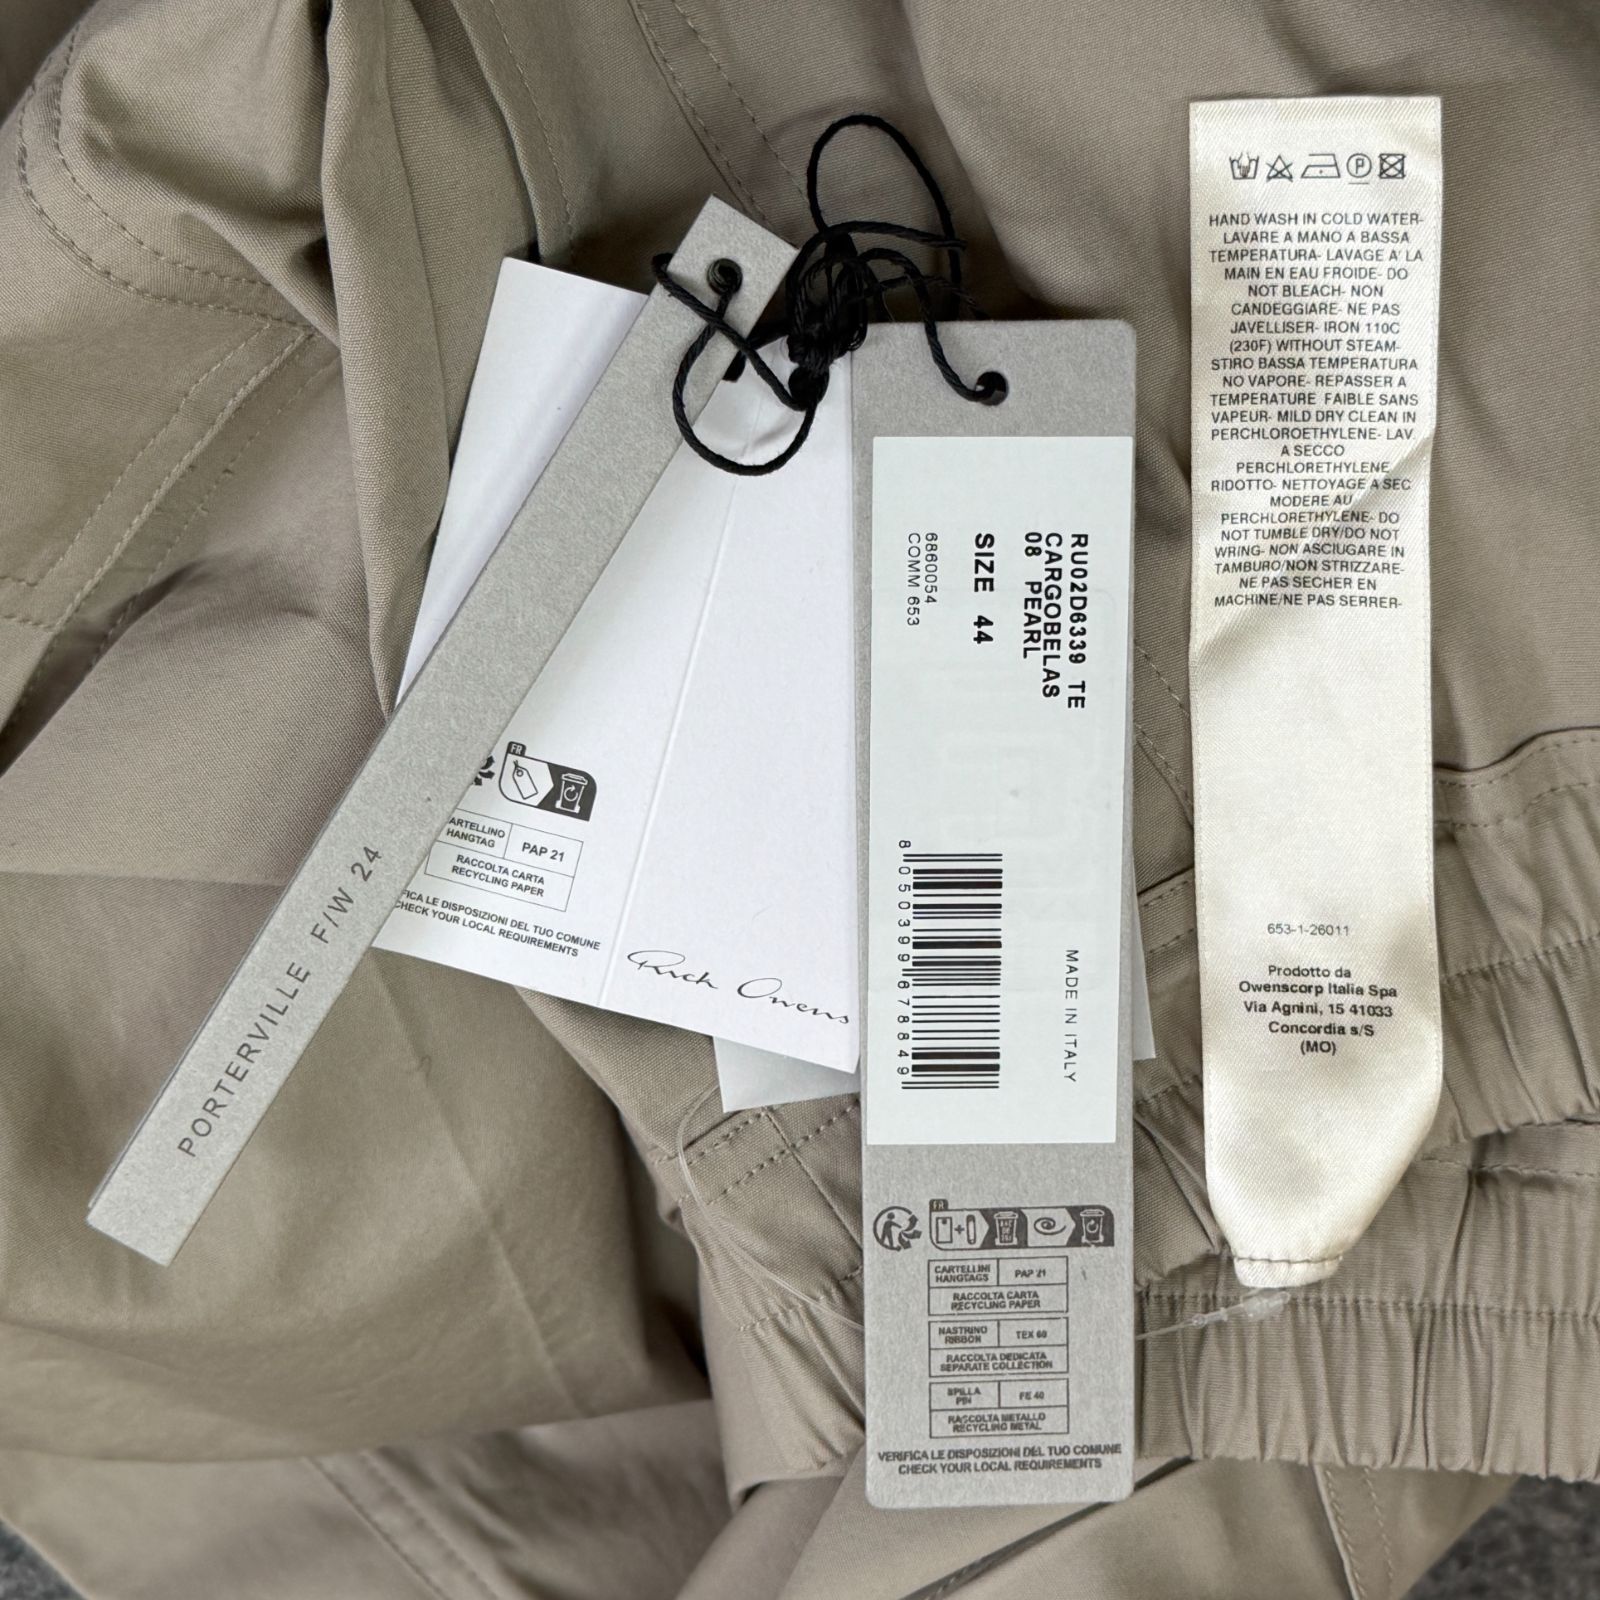 PORTERVILLE F/W 24
FR
ARTELLINO
HANGTAG
PAP 21
RACCOLTA CARTA
RECYCLING PAPER
FICA LE DISPOSIZIONI DEL TUO COMUNE
CHECK YOUR LOCAL REQUIREMENTS
Rick Owens
RU02D6339 TE
CARGOBELAS
08 PEARL
SIZE 44
6860054
COMM 653
8050399678849
MADE IN ITALY
FR
CARTELLINI
HANGTAGS
PAP 21
RACCOLTA CARTA
RECYCLING PAPER
NASTRINO
RIBBON
TEX 60
RACCOLTA DEDICATA
SEPARATE COLLECTION
SPILLA
PIN
FE 40
RACCOLTA METALLO
RECYCLING METAL
VERIFICA LE DISPOSIZIONI DEL TUO COMUNE
CHECK YOUR LOCAL REQUIREMENTS
P
HAND WASH IN COLD WATER-
LAVARE A MANO A BASSA
TEMPERATURA- LAVAGE A' LA
MAIN EN EAU FROIDE- DO
NOT BLEACH- NON
CANDEGGIARE- NE PAS
JAVELLISER- IRON 110C
(230F) WITHOUT STEAM-
STIRO BASSA TEMPERATURA
NO VAPORE- REPASSER A
TEMPERATURE FAIBLE SANS
VAPEUR- MILD DRY CLEAN IN
PERCHLOROETHYLENE- LAV.
A SECCO
PERCHLORETHYLENE
RIDOTTO- NETTOYAGE A SEC
MODERE AU
PERCHLORETHYLENE- DO
NOT TUMBLE DRY/DO NOT
WRING- NON ASCIUGARE IN
TAMBURO/NON STRIZZARE-
NE PAS SECHER EN
MACHINE/NE PAS SERRER-
653-1-26011
Prodotto da
Owenscorp Italia Spa
Via Agnini, 15 41033
Concordia s/S
(MO)